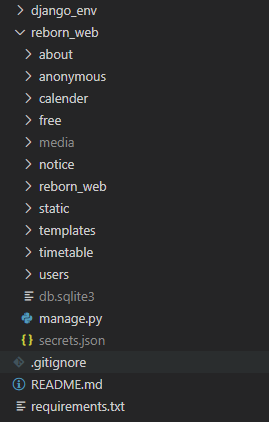 django_env
reborn_web
about
anonymous
calender
free
media
notice
reborn_web
static
templates
timetable
users
db.sqlite3
manage.py
secrets.json
.gitignore
README.md
requirements.txt